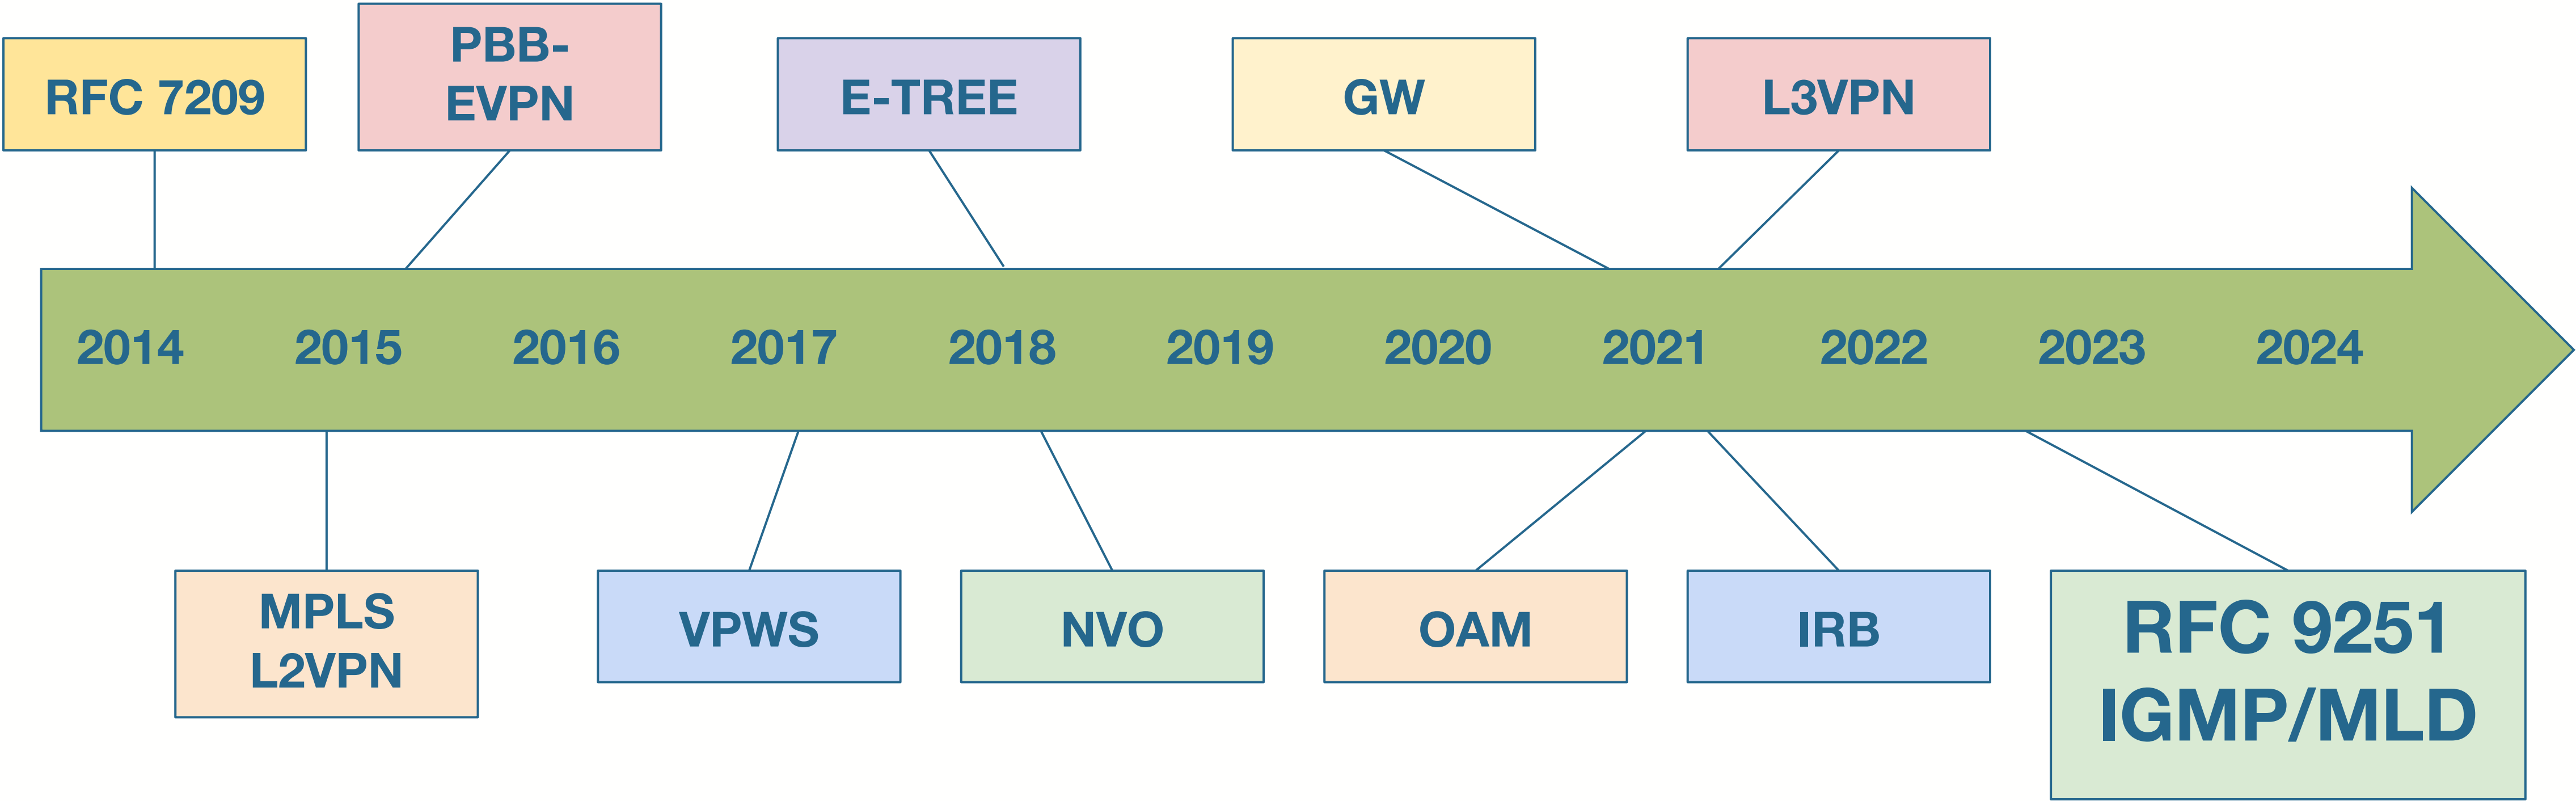 RFC 7209
PBB-
EVPN
E-TREE
GW
L3VPN
2014 2015 2016 2017 2018 2019 2020 2021 2022 2023 2024
MPLS
L2VPN
VPWS
NVO
OAM
IRB
RFC 9251
IGMP/MLD